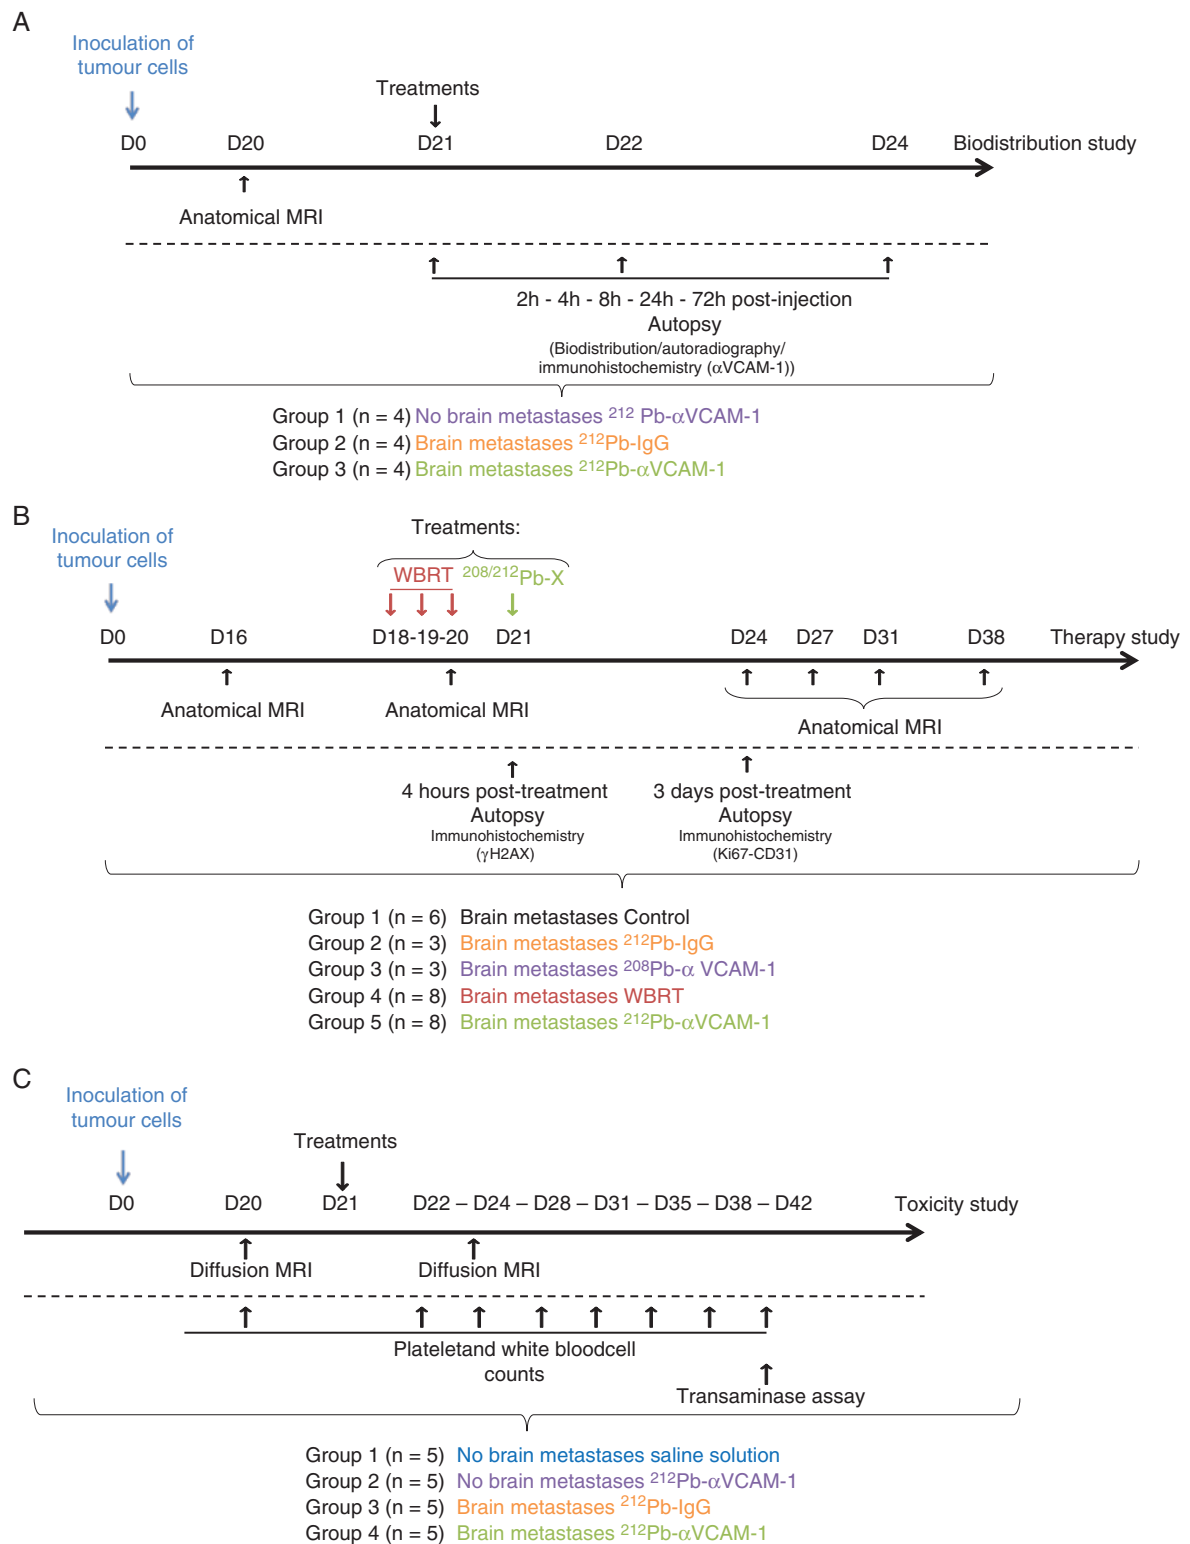 A
Inoculation of
tumour cells
Treatments
D0 D20 D21 D22 D24 Biodistribution study
Anatomical MRI
2h - 4h - 8h - 24h - 72h post-injection
Autopsy
(Biodistribution/autoradiography/
immunohistochemistry (αVCAM-1))
Group 1 (n = 4) No brain metastases ²¹² Pb-αVCAM-1
Group 2 (n = 4) Brain metastases ²¹²Pb-IgG
Group 3 (n = 4) Brain metastases ²¹²Pb-αVCAM-1
B
Inoculation of
tumour cells
Treatments:
WBRT ²⁰⁸/²¹²Pb-X
D0 D16 D18-19-20 D21 D24 D27 D31 D38 Therapy study
Anatomical MRI Anatomical MRI
Anatomical MRI
4 hours post-treatment 3 days post-treatment
Autopsy Autopsy
Immunohistochemistry Immunohistochemistry
(γH2AX) (Ki67-CD31)
Group 1 (n = 6) Brain metastases Control
Group 2 (n = 3) Brain metastases ²¹²Pb-IgG
Group 3 (n = 3) Brain metastases ²⁰⁸Pb-α VCAM-1
Group 4 (n = 8) Brain metastases WBRT
Group 5 (n = 8) Brain metastases ²¹²Pb-αVCAM-1
C
Inoculation of
tumour cells
Treatments
D0 D20 D21 D22 – D24 – D28 – D31 – D35 – D38 – D42 Toxicity study
Diffusion MRI Diffusion MRI
Plateletand white bloodcell
counts
Transaminase assay
Group 1 (n = 5) No brain metastases saline solution
Group 2 (n = 5) No brain metastases ²¹²Pb-αVCAM-1
Group 3 (n = 5) Brain metastases ²¹²Pb-IgG
Group 4 (n = 5) Brain metastases ²¹²Pb-αVCAM-1